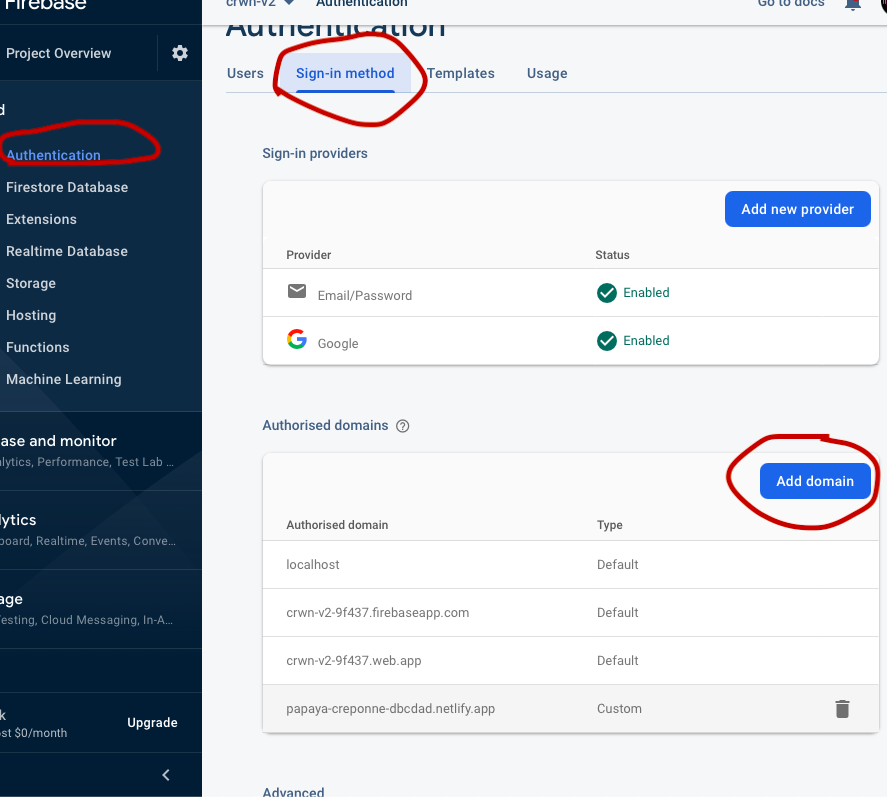 Firebase
crwn-v2
Authentication
Go to docs
Project Overview
Authentication
Users
Sign-in method
Templates
Usage
d
Authentication
Firestore Database
Extensions
Realtime Database
Storage
Hosting
Functions
Machine Learning
ase and monitor
alytics, Performance, Test Lab ...
lytics
board, Realtime, Events, Conve...
age
Testing, Cloud Messaging, In-A...
k
ost $0/month
Upgrade
Sign-in providers
Add new provider
Provider
Status
Email/Password
Enabled
Google
Enabled
Authorised domains
Add domain
Authorised domain
Type
localhost
Default
crwn-v2-9f437.firebaseapp.com
Default
crwn-v2-9f437.web.app
Default
papaya-creponne-dbcdad.netlify.app
Custom
Advanced